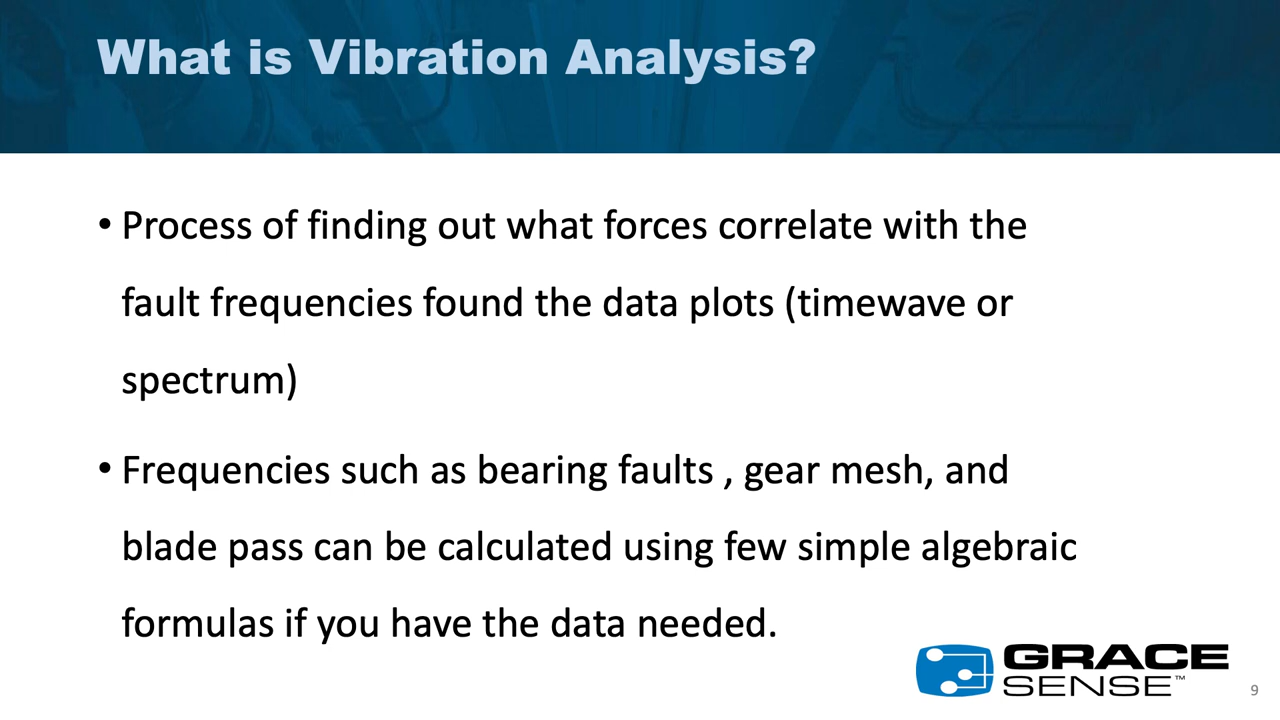 What is Vibration Analysis?
• Process of finding out what forces correlate with the
fault frequencies found the data plots (timewave or
spectrum)
• Frequencies such as bearing faults , gear mesh, and
blade pass can be calculated using few simple algebraic
formulas if you have the data needed.
GRACE
SENSE™
9